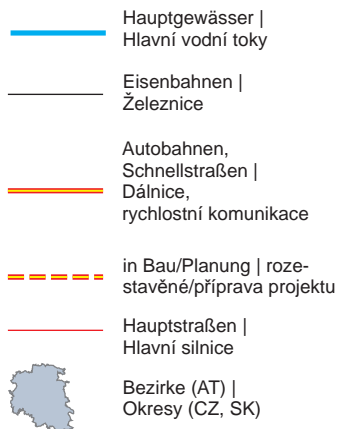 Hauptgewässer |
Hlavní vodní toky
Eisenbahnen |
Železnice
Autobahnen,
Schnellstraßen |
Dálnice,
rychlostní komunikace
in Bau/Planung | roze-
stavěné/příprava projektu
Hauptstraßen |
Hlavní silnice
Bezirke (AT) |
Okresy (CZ, SK)